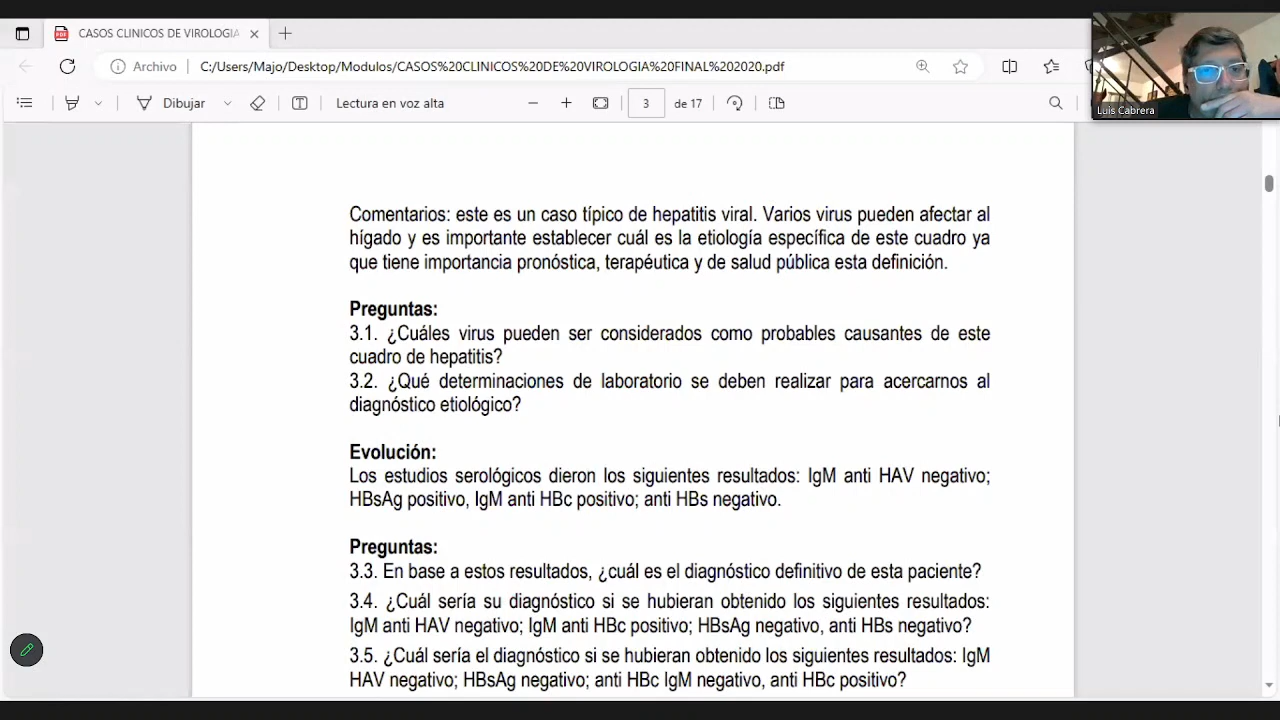 CASOS CLINICOS DE VIROLOGIA
Archivo
C:/Users/Majo/Desktop/Modulos/CASOS%20CLINICOS%20DE%20VIROLOGIA%20FINAL%202020.pdf
Dibujar
Lectura en voz alta
3
de 17
Luis Cabrera
Comentarios: este es un caso típico de hepatitis viral. Varios virus pueden afectar al
hígado y es importante establecer cuál es la etiología específica de este cuadro ya
que tiene importancia pronóstica, terapéutica y de salud pública esta definición.
Preguntas:
3.1. ¿Cuáles virus pueden ser considerados como probables causantes de este
cuadro de hepatitis?
3.2. ¿Qué determinaciones de laboratorio se deben realizar para acercarnos al
diagnóstico etiológico?
Evolución:
Los estudios serológicos dieron los siguientes resultados: IgM anti HAV negativo;
HBsAg positivo, IgM anti HBc positivo; anti HBs negativo.
Preguntas:
3.3. En base a estos resultados, ¿cuál es el diagnóstico definitivo de esta paciente?
3.4. ¿Cuál sería su diagnóstico si se hubieran obtenido los siguientes resultados:
IgM anti HAV negativo; IgM anti HBc positivo; HBsAg negativo, anti HBs negativo?
3.5. ¿Cuál sería el diagnóstico si se hubieran obtenido los siguientes resultados: IgM
HAV negativo; HBsAg negativo; anti HBc IgM negativo, anti HBc positivo?